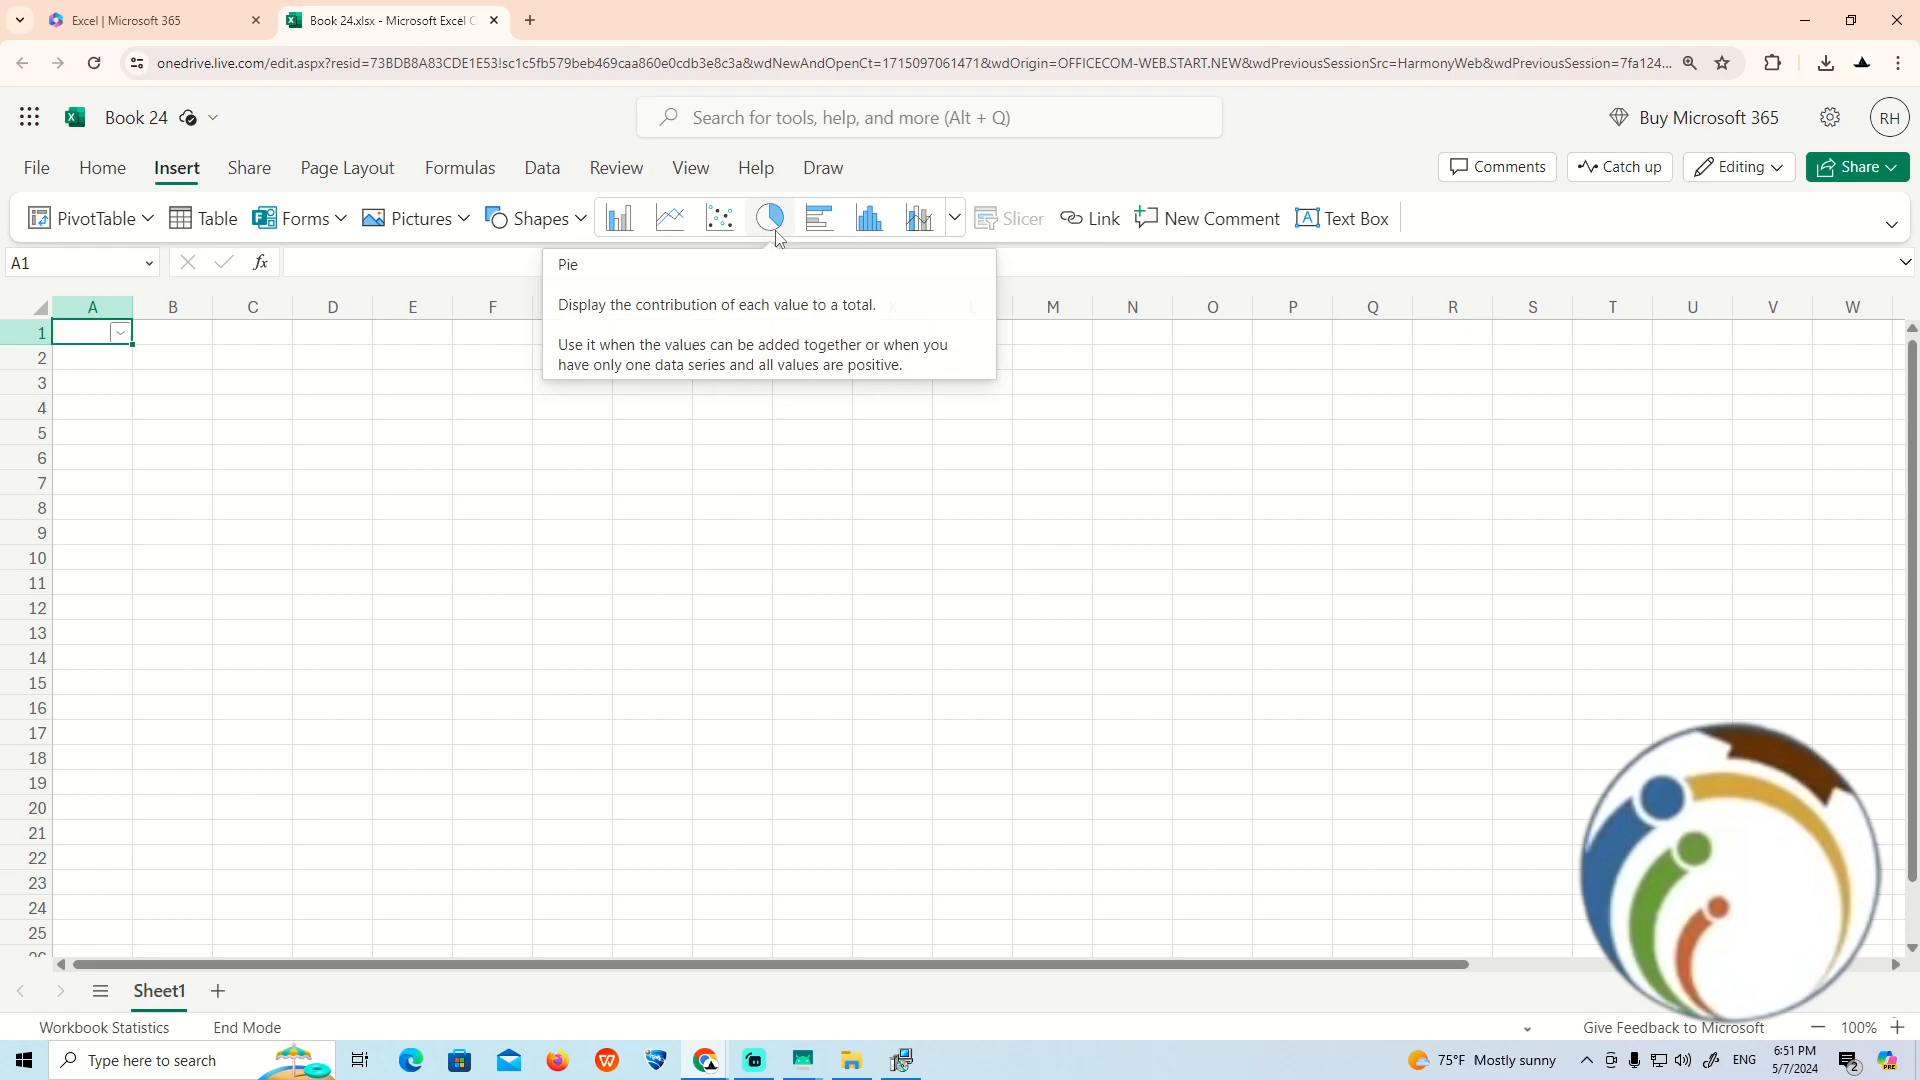 Excel | Microsoft 365
Book 24.xlsx - Microsoft Excel
onedrive.live.com/edit.aspx?resid=73BDB8A83CDE1E53!sc1c5fb579beb469caa860e0cdb3e8c3a&wdNewAndOpenCt=1715097061471&wdOrigin=OFFICECOM-WEB.START.NEW&wdPreviousSessionSrc=HarmonyWeb&wdPreviousSession=7fa124...
Book 24
Search for tools, help, and more (Alt + Q)
Buy Microsoft 365
RH
File Home Insert Share Page Layout Formulas Data Review View Help Draw
Comments Catch up Editing Share
PivotTable Table Forms Pictures Shapes Slicer Link New Comment Text Box
A1
fx
Pie
Display the contribution of each value to a total.
Use it when the values can be added together or when you
have only one data series and all values are positive.
A B C D E F M N O P Q R S T U V W
1
2
3
4
5
6
7
8
9
10
11
12
13
14
15
16
17
18
19
20
21
22
23
24
25
Sheet1
Workbook Statistics End Mode Give Feedback to Microsoft 100%
Type here to search
75°F Mostly sunny
ENG
6:51 PM
5/7/2024
2
PRE